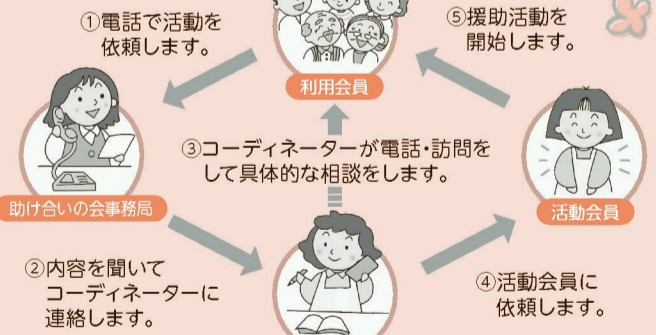 ①電話で活動を
依頼します。
⑤援助活動を
開始します。
利用会員
③コーディネーターが電話・訪問を
して具体的な相談をします。
助け合いの会事務局
活動会員
②内容を聞いて
コーディネーターに
連絡します。
④活動会員に
依頼します。